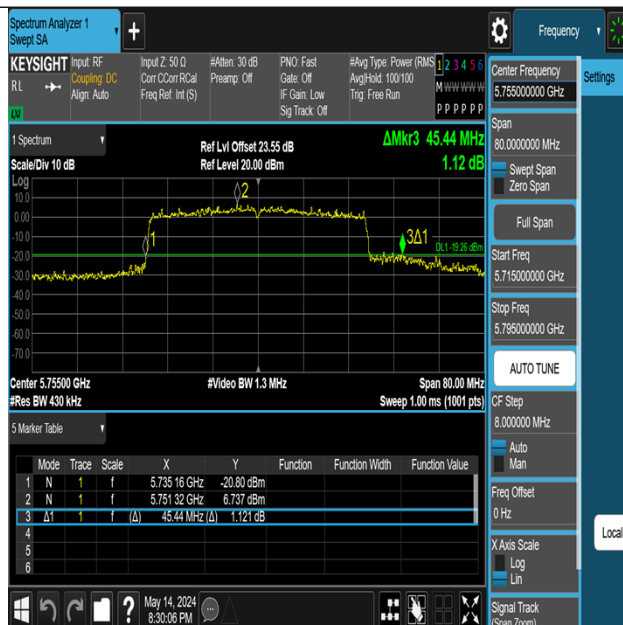 Spectrum Analyzer 1
Swept SA
Frequency
KEYSIGHT Input: RF Input Z: 50 Ω #Atten: 30 dB PNO: Fast #Avg Type: Power (RMS 1 2 3 4 5 6
RL Coupling: DC Corr CCorr RCal Preamp: Off Gate: Off Avg|Hold: 100/100 M W W W W W
Align: Auto Freq Ref: Int (S) IF Gain: Low Trig: Free Run
Sig Track: Off P P P P P P
LXI
1 Spectrum
Ref Lvl Offset 23.55 dB ΔMkr3 45.44 MHz
Scale/Div 10 dB Ref Level 20.00 dBm 1.12 dB
Log
10.0
0.00
-10.0
-20.0
-30.0
-40.0
-50.0
-60.0
-70.0
1
2
3Δ1
DL1 -19.26 dBm
Center 5.75500 GHz #Video BW 1.3 MHz Span 80.00 MHz
#Res BW 430 kHz Sweep 1.00 ms (1001 pts)
5 Marker Table
Mode Trace Scale X Y Function Function Width Function Value
1 N 1 f 5.735 16 GHz -20.80 dBm
2 N 1 f 5.751 32 GHz 6.737 dBm
3 Δ1 1 f (Δ) 45.44 MHz (Δ) 1.121 dB
4
5
6
May 14, 2024
8:30:06 PM
Center Frequency
5.755000000 GHz
Span
80.0000000 MHz
Swept Span
Zero Span
Full Span
Start Freq
5.715000000 GHz
Stop Freq
5.795000000 GHz
AUTO TUNE
CF Step
8.000000 MHz
Auto
Man
Freq Offset
0 Hz
X Axis Scale
Log
Lin
Signal Track
(Span Zoom)
Settings
Local